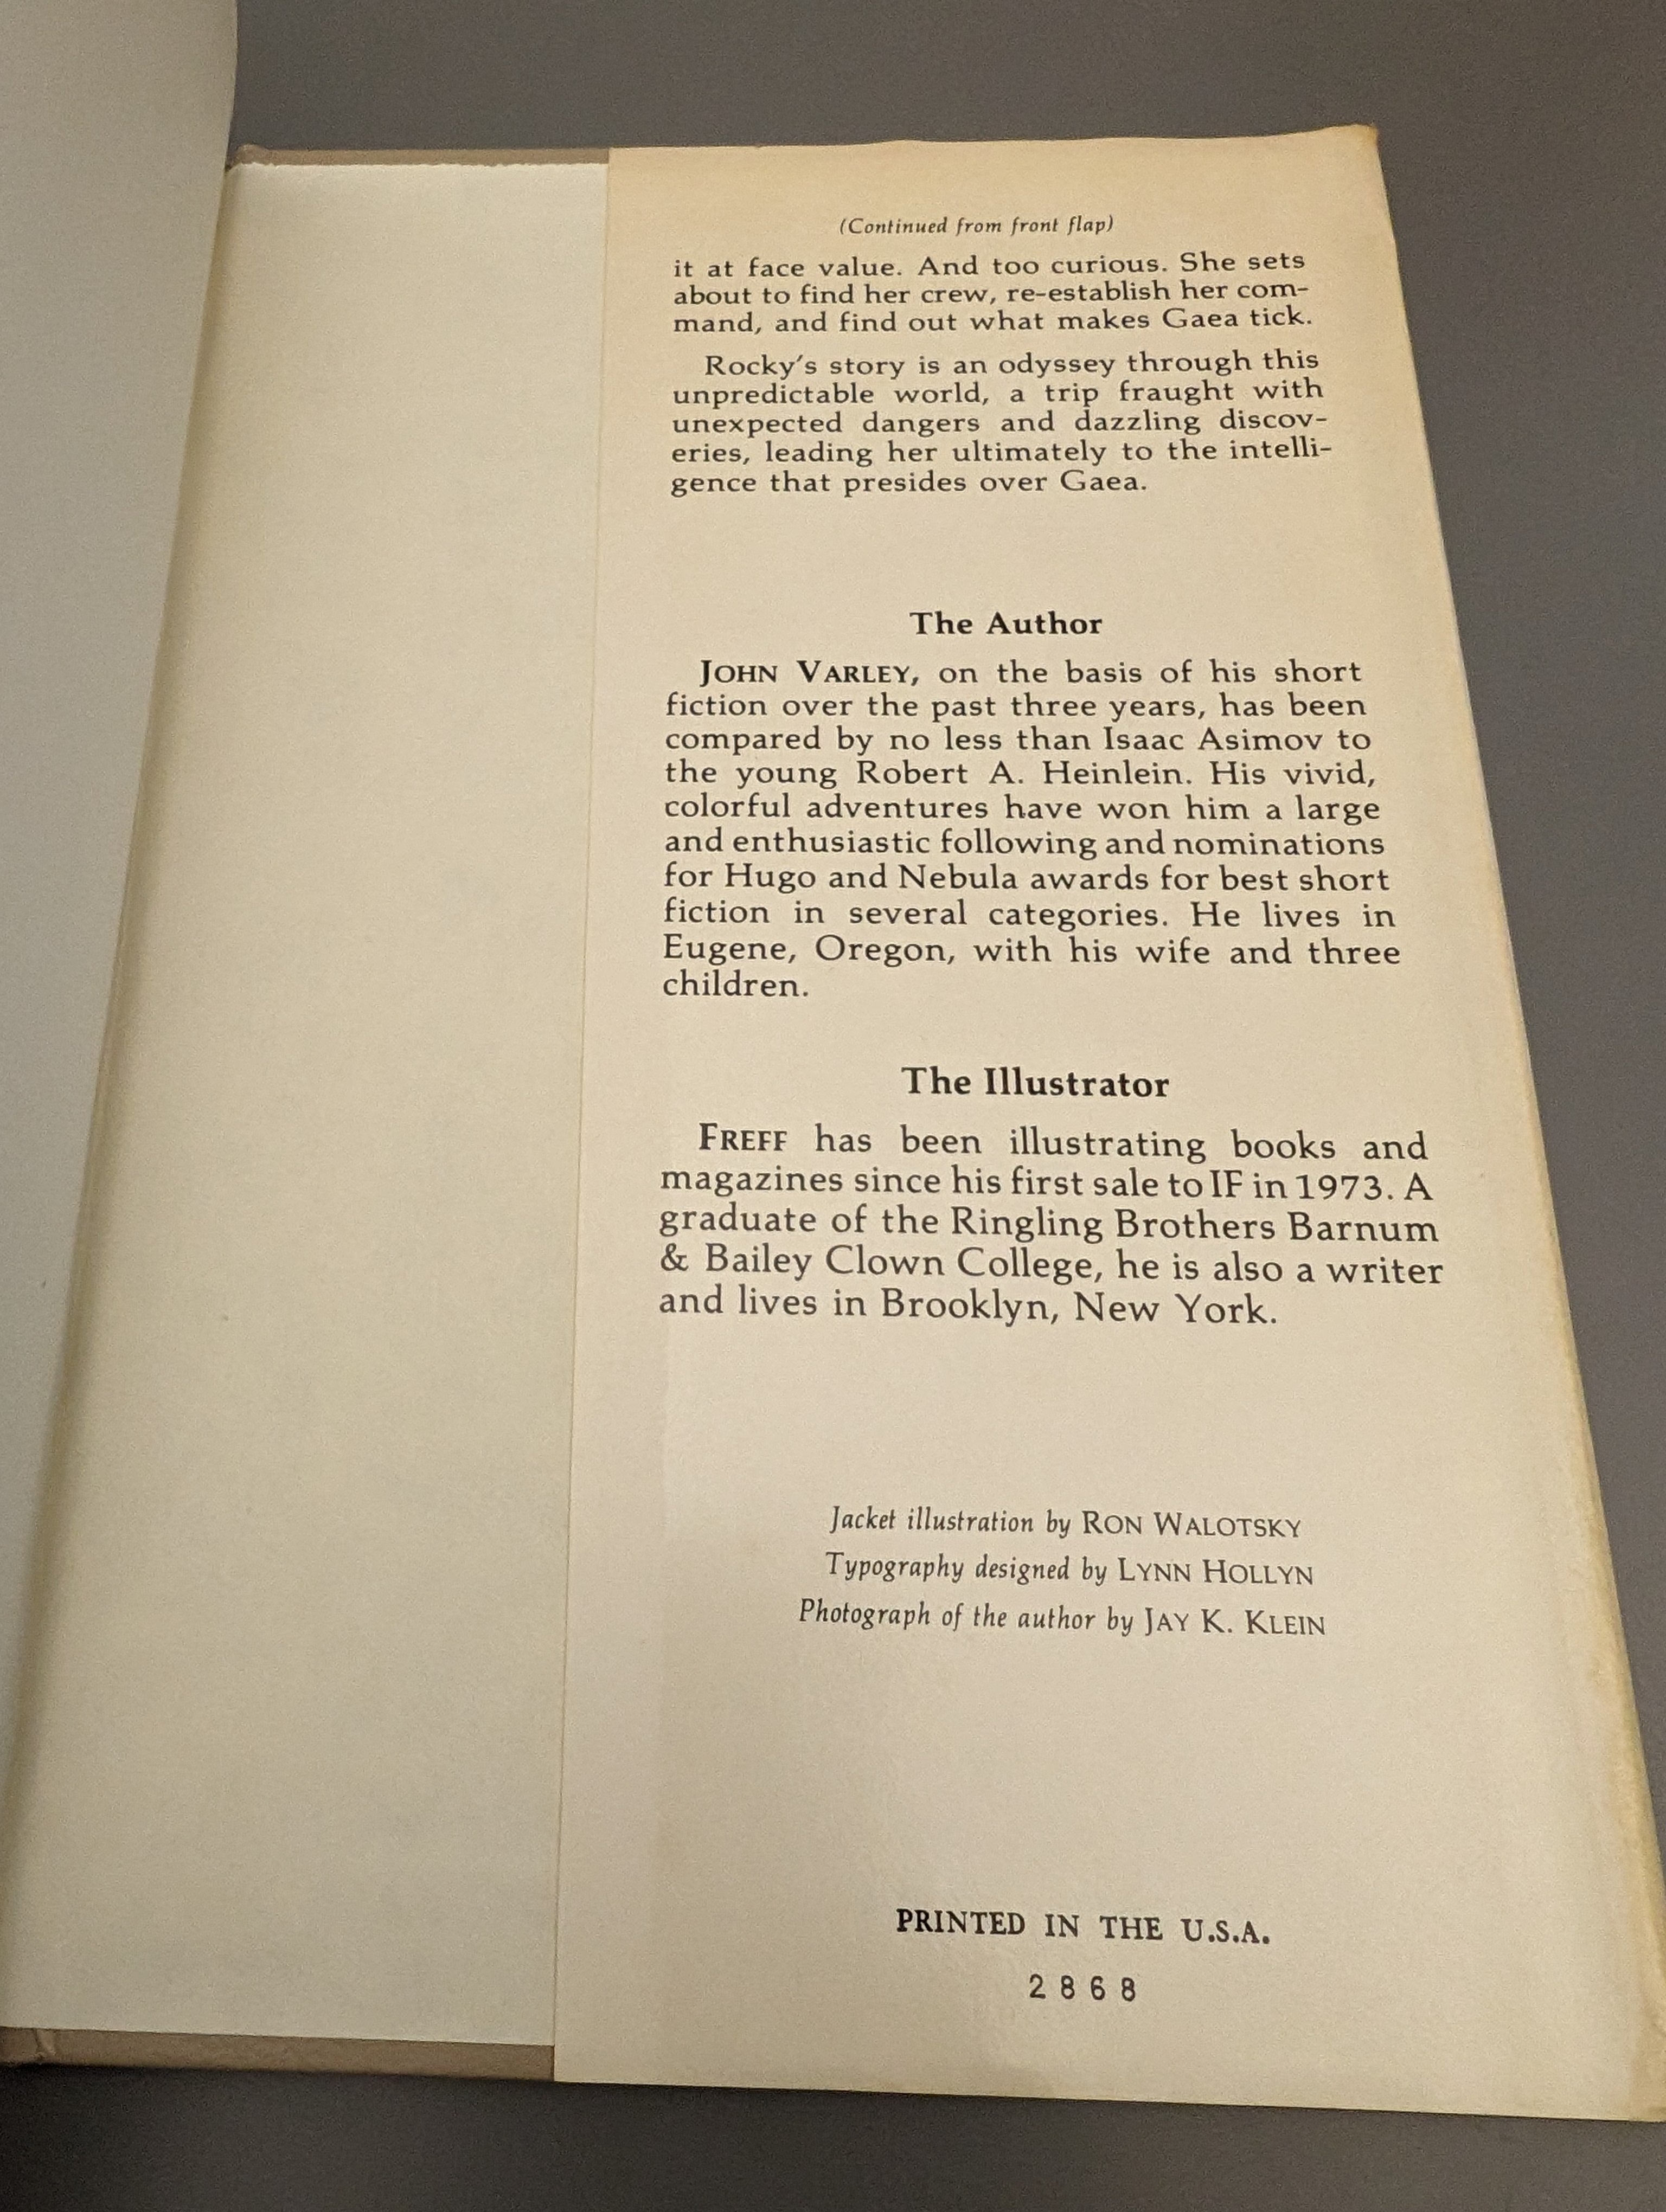 (Continued from front flap)
it at face value. And too curious. She sets
about to find her crew, re-establish her com-
mand, and find out what makes Gaea tick.
Rocky's story is an odyssey through this
unpredictable world, a trip fraught with
unexpected dangers and dazzling discov-
eries, leading her ultimately to the intelli-
gence that presides over Gaea.
The Author
JOHN VARLEY, on the basis of his short
fiction over the past three years, has been
compared by no less than Isaac Asimov to
the young Robert A. Heinlein. His vivid,
colorful adventures have won him a large
and enthusiastic following and nominations
for Hugo and Nebula awards for best short
fiction in several categories. He lives in
Eugene, Oregon, with his wife and three
children.
The Illustrator
FREFF has been illustrating books and
magazines since his first sale to IF in 1973. A
graduate of the Ringling Brothers Barnum
& Bailey Clown College, he is also a writer
and lives in Brooklyn, New York.
Jacket illustration by RON WALOTSKY
Typography designed by LYNN HOLLYN
Photograph of the author by JAY K. KLEIN
PRINTED IN THE U.S.A.
2868